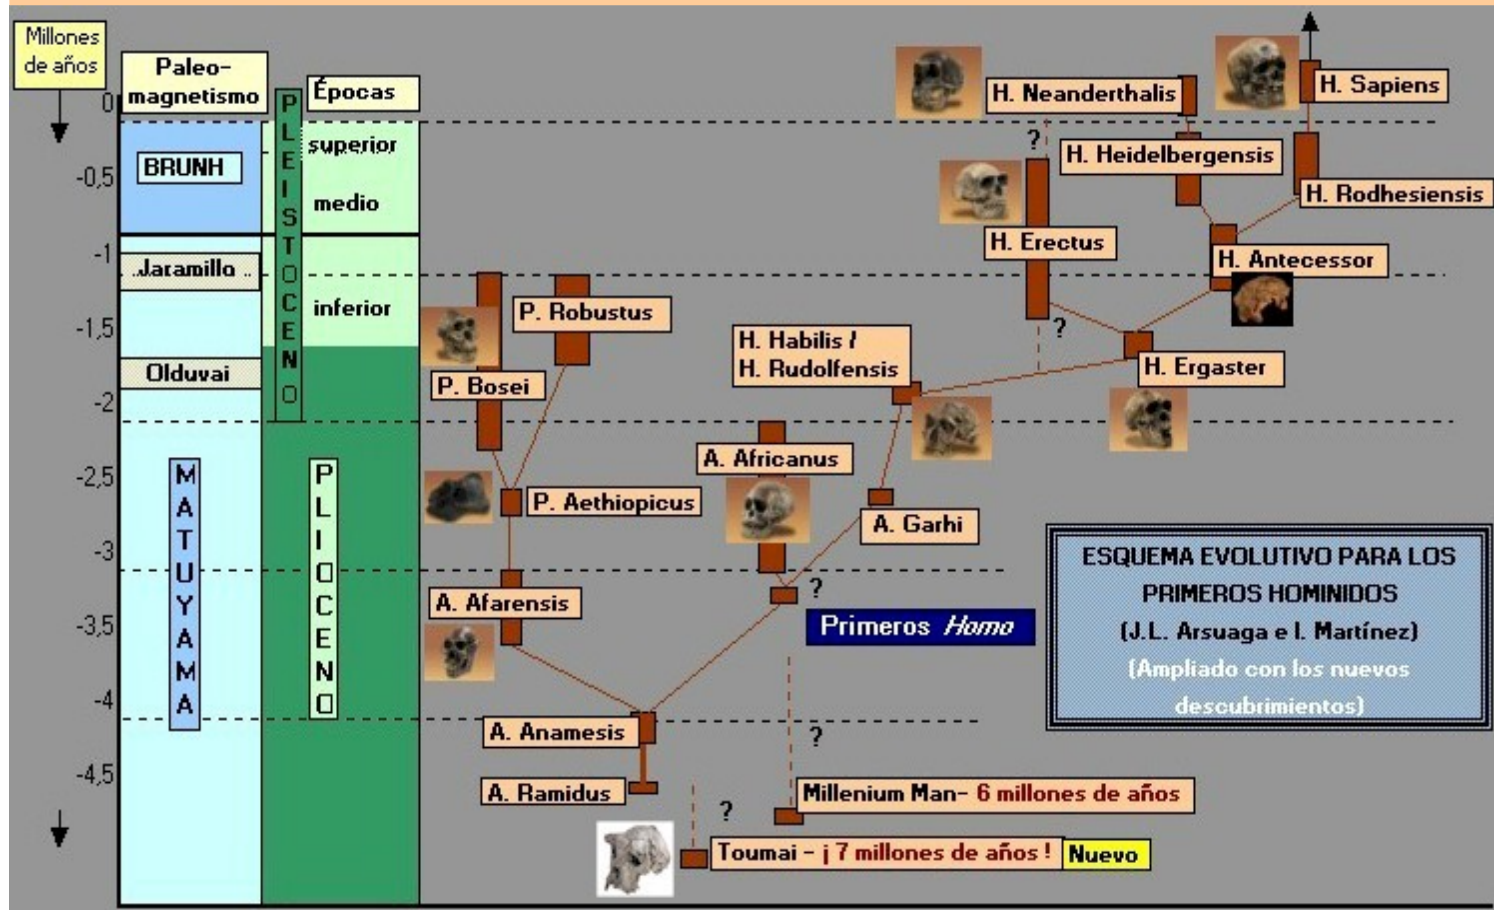 Millones
de años
Paleo-
magnetismo
Épocas
0
-0,5
-1
-1,5
-2
-2,5
-3
-3,5
-4
-4,5
BRUNH
Jaramillo
Olduvai
MATUYAMA
PLEISTOCENO
PLIOCENO
superior
medio
inferior
H. Neanderthalis
H. Sapiens
?
H. Heidelbergensis
H. Rodhesiensis
H. Erectus
H. Antecessor
P. Robustus
?
H. Habilis /
H. Rudolfensis
H. Ergaster
P. Bosei
A. Africanus
P. Aethiopicus
A. Garhi
?
A. Afarensis
Primeros Homo
ESQUEMA EVOLUTIVO PARA LOS
PRIMEROS HOMINIDOS
(J.L. Arsuaga e I. Martínez)
(Ampliado con los nuevos
descubrimientos)
A. Anamesis
?
A. Ramidus
Millenium Man- 6 millones de años
?
Toumai - ¡ 7 millones de años !
Nuevo